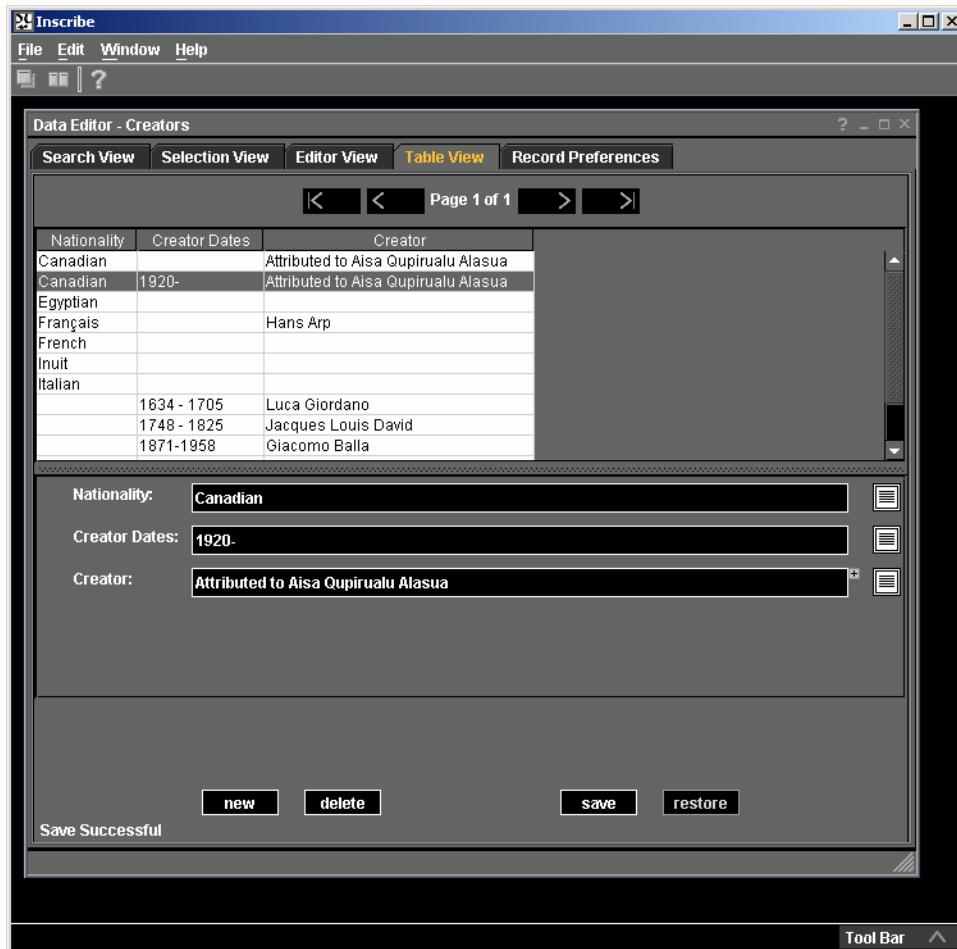 Inscribe
File Edit Window Help
?
Data Editor - Creators ?
Search View Selection View Editor View Table View Record Preferences
Page 1 of 1
Nationality Creator Dates Creator
Canadian Attributed to Aisa Qupirualu Alasua
Canadian 1920- Attributed to Aisa Qupirualu Alasua
Egyptian
Français Hans Arp
French
Inuit
Italian
1634 - 1705 Luca Giordano
1748 - 1825 Jacques Louis David
1871-1958 Giacomo Balla
Nationality: Canadian
Creator Dates: 1920-
Creator: Attributed to Aisa Qupirualu Alasua
new delete save restore
Save Successful
Tool Bar